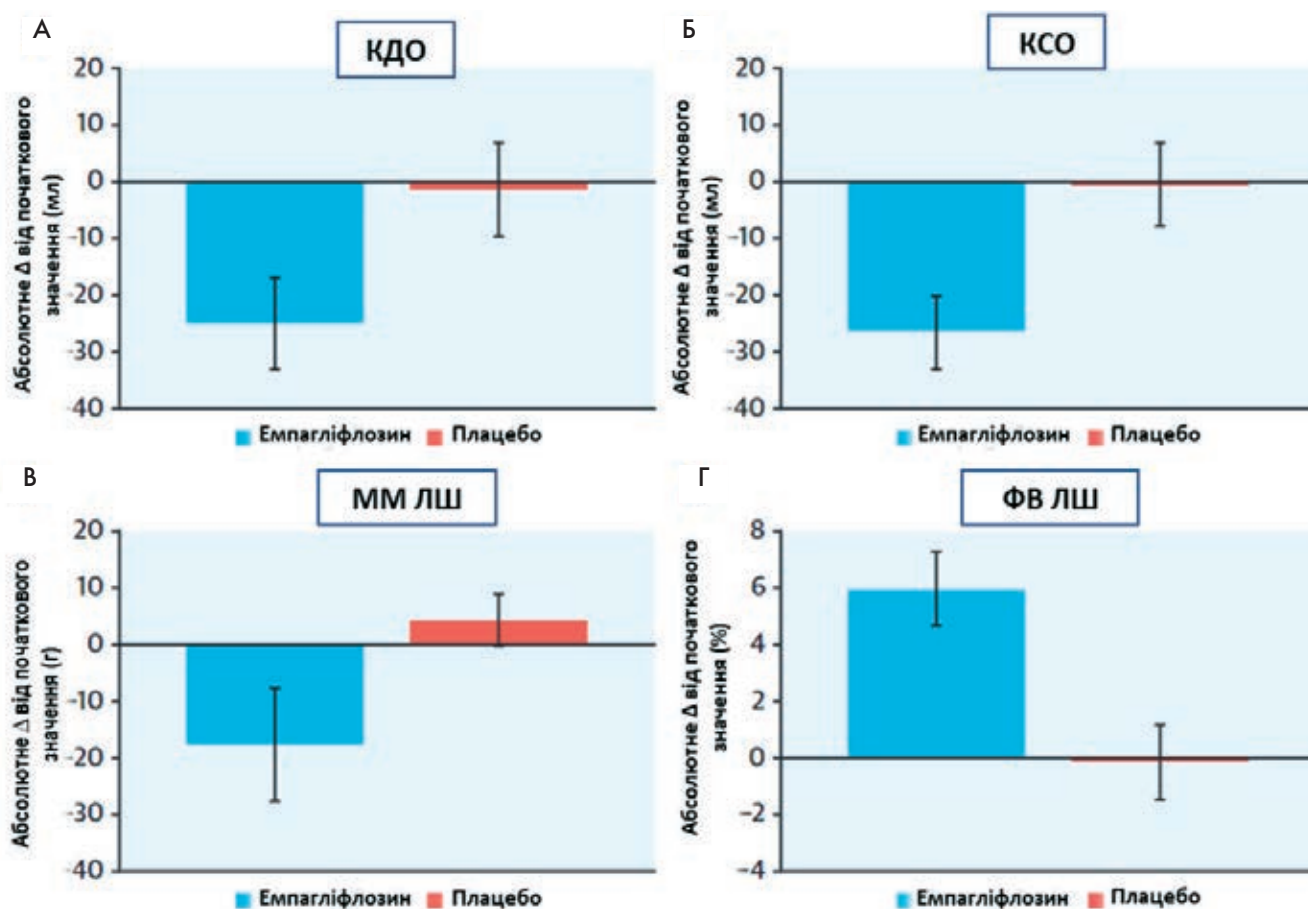 А
КДО
Абсолютне Δ від початкового
значення (мл)
20
10
0
-10
-20
-30
-40
Емпагліфлозин Плацебо
Б
КСО
Абсолютне Δ від початкового
значення (мл)
20
10
0
-10
-20
-30
-40
Емпагліфлозин Плацебо
В
ММ ЛШ
Абсолютне Δ від початкового
значення (г)
20
10
0
-10
-20
-30
-40
Емпагліфлозин Плацебо
Г
ФВ ЛШ
Абсолютне Δ від початкового
значення (%)
8
6
4
2
0
−2
−4
Емпагліфлозин Плацебо